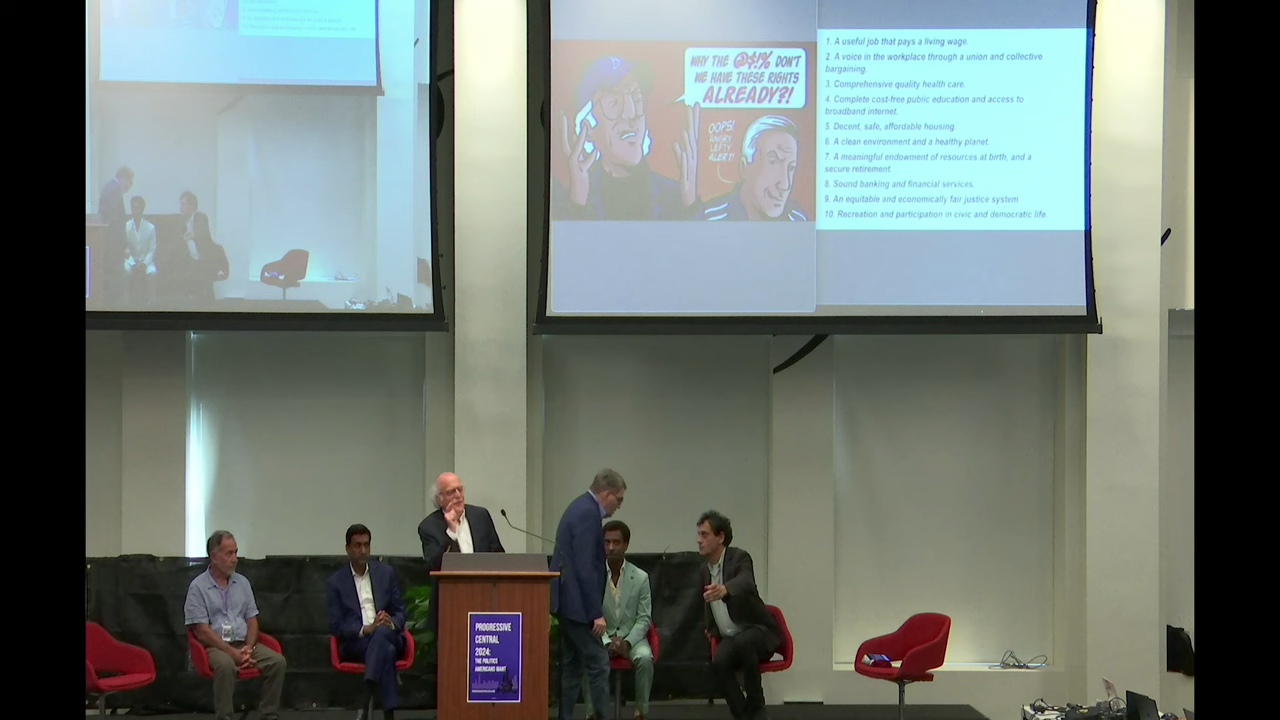 WHY THE @$!% DON'T
WE HAVE THESE RIGHTS
ALREADY?!
OOPS!
ANGRY
LEFTY
ALERT!
1. A useful job that pays a living wage.
2. A voice in the workplace through a union and collective
bargaining.
3. Comprehensive quality health care.
4. Complete cost-free public education and access to
broadband internet.
5. Decent, safe, affordable housing.
6. A clean environment and a healthy planet.
7. A meaningful endowment of resources at birth, and a
secure retirement.
8. Sound banking and financial services.
9. An equitable and economically fair justice system
10. Recreation and participation in civic and democratic life.
PROGRESSIVE
CENTRAL
2024:
THE POLITICS
AMERICANS WANT